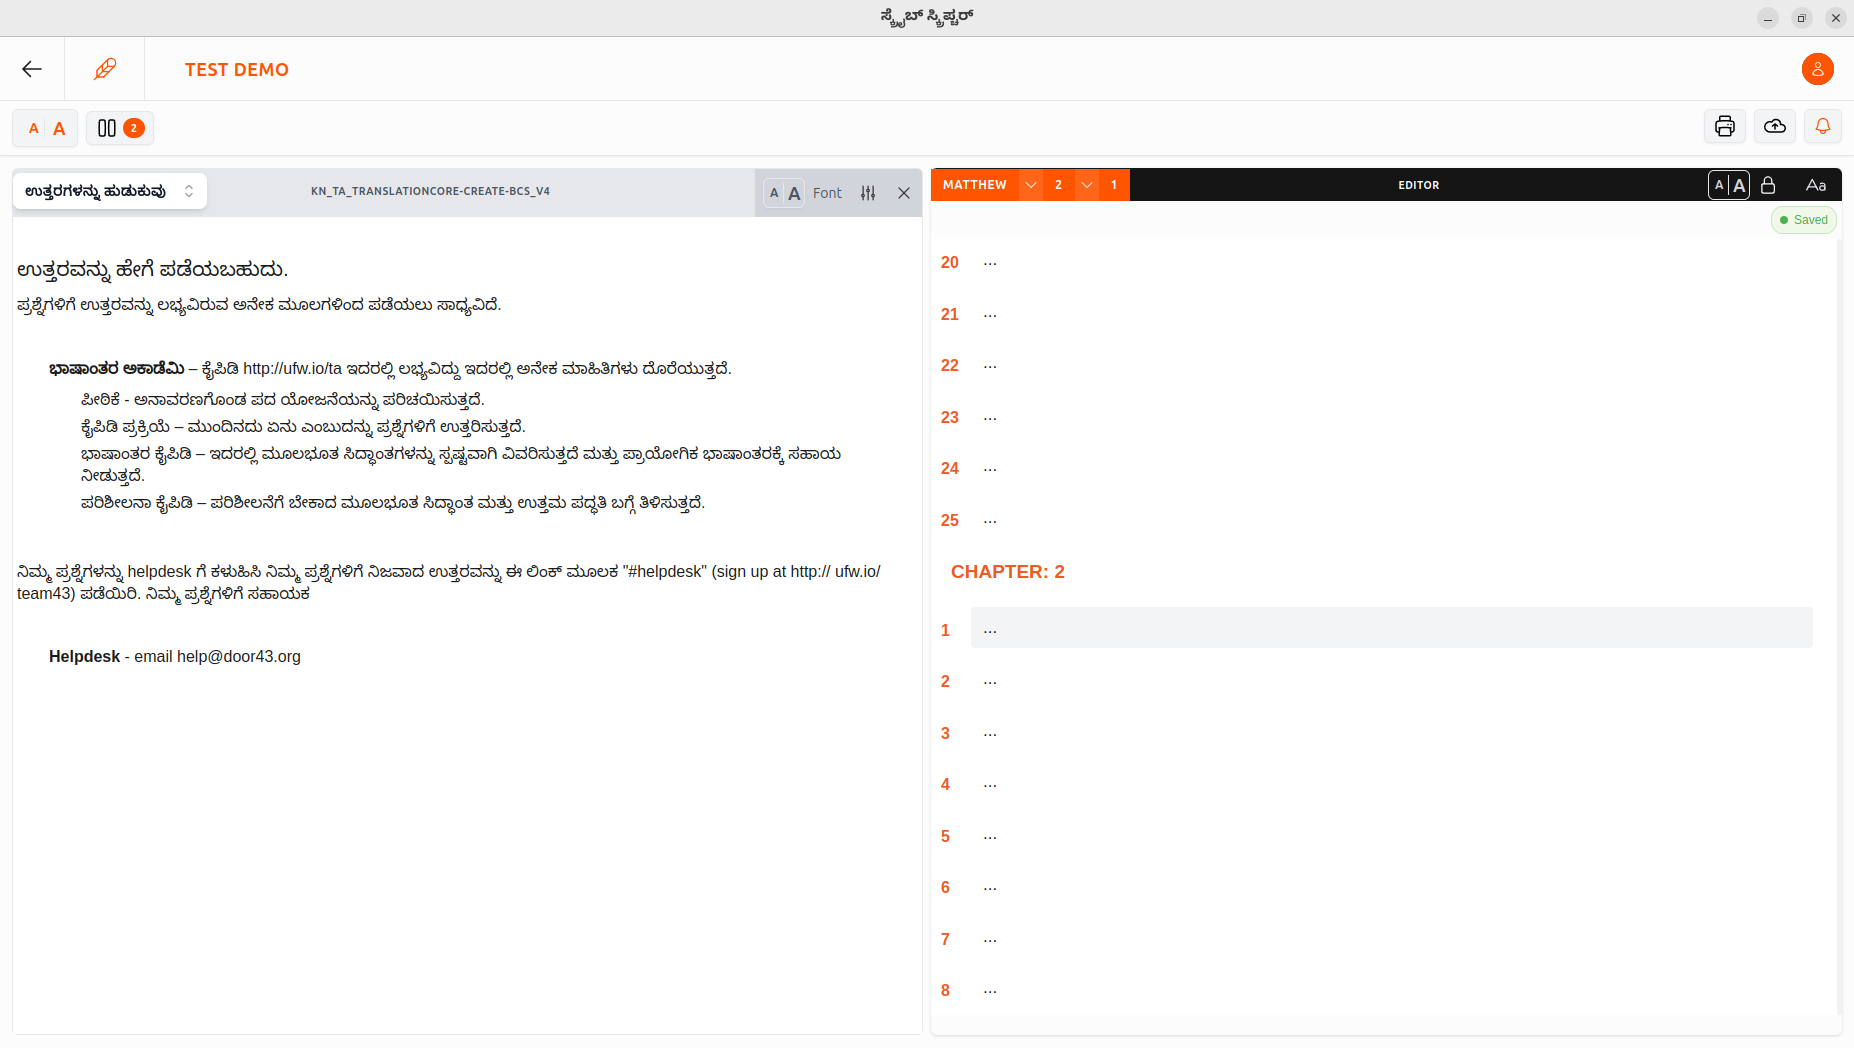 ಸ್ಕ್ರೈಬ್ ಸ್ಕ್ರಿಪ್ಚರ್
TEST DEMO
A A 2
ಉತ್ತರಗಳನ್ನು ಹುಡುಕುವು
KN_TA_TRANSLATIONCORE-CREATE-BCS_V4
A A Font
ಉತ್ತರವನ್ನು ಹೇಗೆ ಪಡೆಯಬಹುದು.
ಪ್ರಶ್ನೆಗಳಿಗೆ ಉತ್ತರವನ್ನು ಲಭ್ಯವಿರುವ ಅನೇಕ ಮೂಲಗಳಿಂದ ಪಡೆಯಲು ಸಾಧ್ಯವಿದೆ.
ಭಾಷಾಂತರ ಅಕಾಡೆಮಿ – ಕೈಪಿಡಿ http://ufw.io/ta ಇದರಲ್ಲಿ ಲಭ್ಯವಿದ್ದು ಇದರಲ್ಲಿ ಅನೇಕ ಮಾಹಿತಿಗಳು ದೊರೆಯುತ್ತದೆ.
ಪೀಠಿಕೆ - ಅನಾವರಣಗೊಂಡ ಪದ ಯೋಜನೆಯನ್ನು ಪರಿಚಯಿಸುತ್ತದೆ.
ಕೈಪಿಡಿ ಪ್ರಕ್ರಿಯೆ – ಮುಂದಿನದು ಏನು ಎಂಬುದನ್ನು ಪ್ರಶ್ನೆಗಳಿಗೆ ಉತ್ತರಿಸುತ್ತದೆ.
ಭಾಷಾಂತರ ಕೈಪಿಡಿ – ಇದರಲ್ಲಿ ಮೂಲಭೂತ ಸಿದ್ಧಾಂತಗಳನ್ನು ಸ್ಪಷ್ಟವಾಗಿ ವಿವರಿಸುತ್ತದೆ ಮತ್ತು ಪ್ರಾಯೋಗಿಕ ಭಾಷಾಂತರಕ್ಕೆ ಸಹಾಯ
ನೀಡುತ್ತದೆ.
ಪರಿಶೀಲನಾ ಕೈಪಿಡಿ – ಪರಿಶೀಲನೆಗೆ ಬೇಕಾದ ಮೂಲಭೂತ ಸಿದ್ಧಾಂತ ಮತ್ತು ಉತ್ತಮ ಪದ್ಧತಿ ಬಗ್ಗೆ ತಿಳಿಸುತ್ತದೆ.
ನಿಮ್ಮ ಪ್ರಶ್ನೆಗಳನ್ನು helpdesk ಗೆ ಕಳುಹಿಸಿ ನಿಮ್ಮ ಪ್ರಶ್ನೆಗಳಿಗೆ ನಿಜವಾದ ಉತ್ತರವನ್ನು ಈ ಲಿಂಕ್ ಮೂಲಕ "#helpdesk" (sign up at http:// ufw.io/
team43) ಪಡೆಯಿರಿ. ನಿಮ್ಮ ಪ್ರಶ್ನೆಗಳಿಗೆ ಸಹಾಯಕ
Helpdesk - email help@door43.org
MATTHEW 2 1
EDITOR
A A Aa
Saved
20 ...
21 ...
22 ...
23 ...
24 ...
25 ...
CHAPTER: 2
1 ...
2 ...
3 ...
4 ...
5 ...
6 ...
7 ...
8 ...